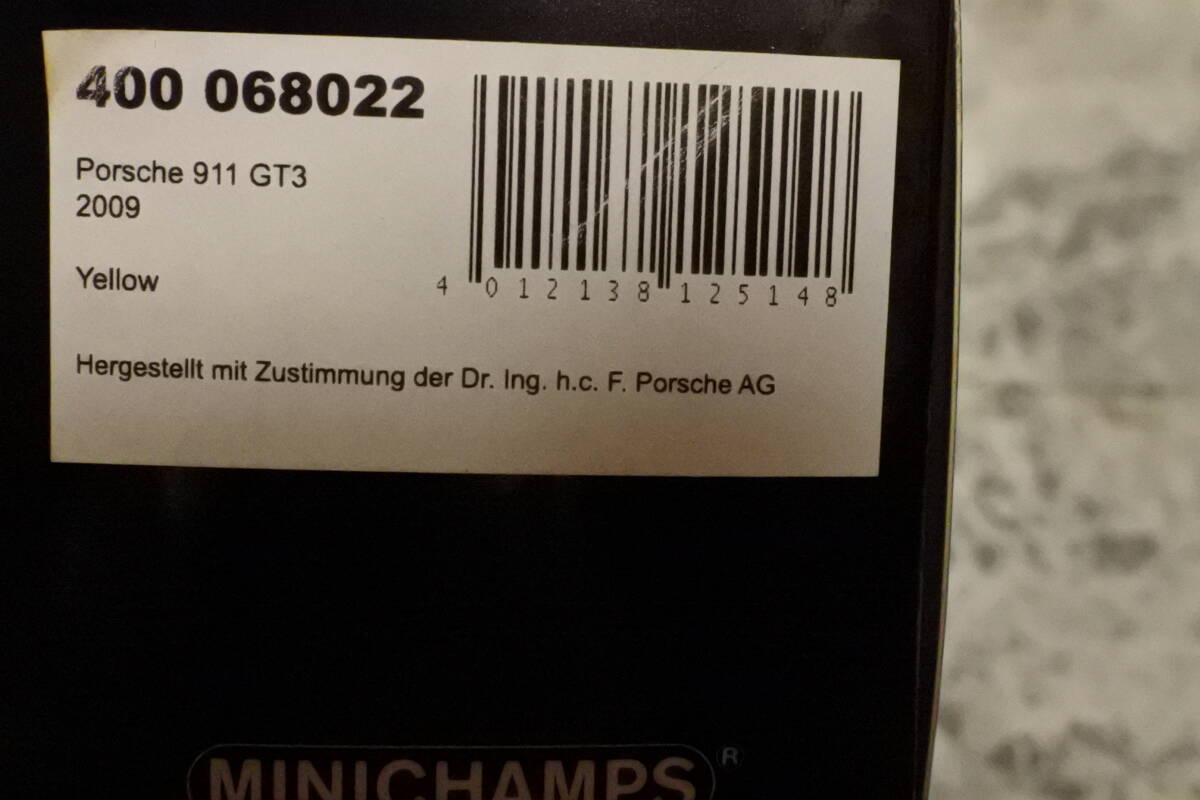 400 068022
Porsche 911 GT3
2009
Yellow
4 012138 125148
Hergestellt mit Zustimmung der Dr. Ing. h.c. F. Porsche AG
MINICHAMPS®